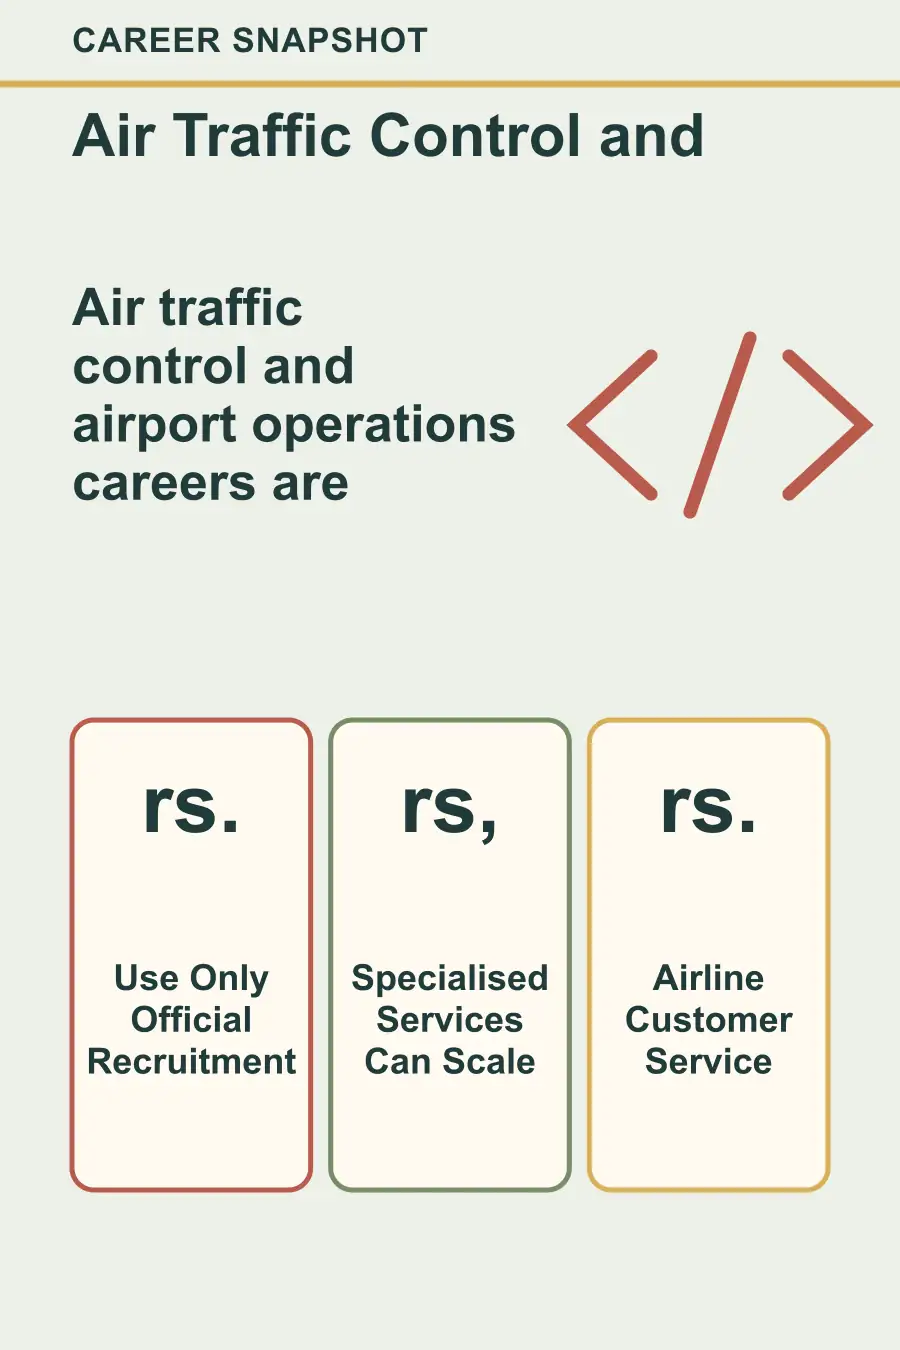 CAREER SNAPSHOT
Air Traffic Control and
Air traffic
control and
airport operations
careers are
</>
rs.
Use Only
Official
Recruitment
rs,
Specialised
Services
Can Scale
rs.
Airline
Customer
Service